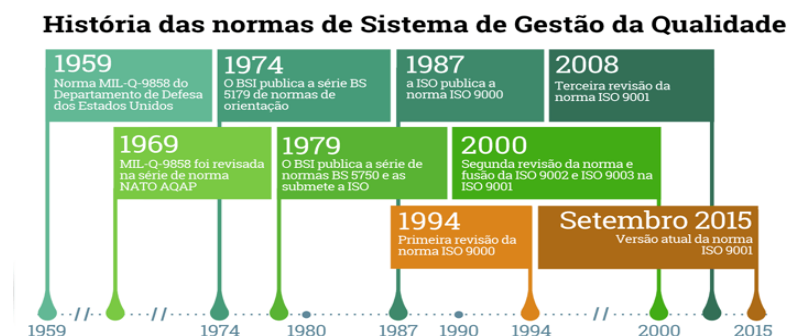 História das normas de Sistema de Gestão da Qualidade
1959
Norma MIL-Q-9858 do
Departamento de Defesa
dos Estados Unidos
1974
O BSI publica a série BS
5179 de normas de
orientação
1987
a ISO publica a
norma ISO 9000
2008
Terceira revisão da
norma ISO 9001
1969
MIL-Q-9858 foi revisada
na série de norma
NATO AQAP
1979
O BSI publica a série de
normas BS 5750 e as
submete a ISO
2000
Segunda revisão da norma e
fusão da ISO 9002 e ISO 9003 na
ISO 9001
1994
Primeira revisão da
norma ISO 9000
Setembro 2015
Versão atual da norma
ISO 9001
1959 // // 1974 1980 1987 1990 1994 // 2000 2015